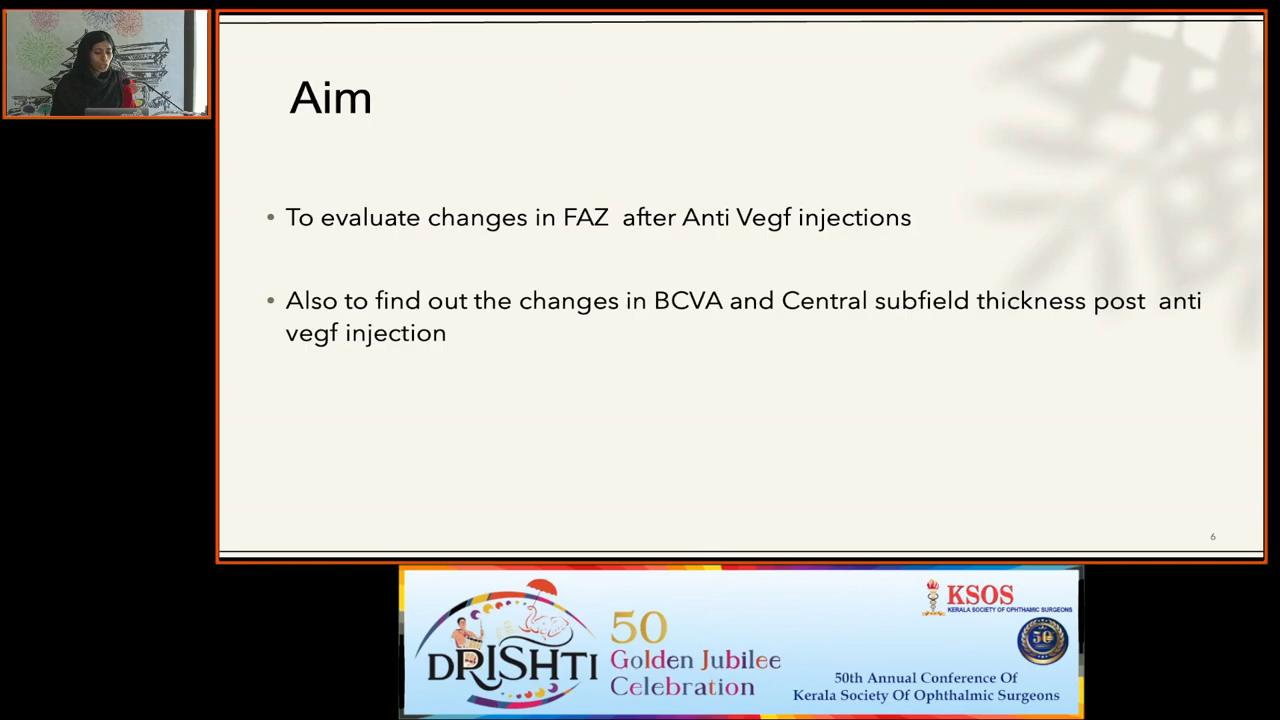 Aim
• To evaluate changes in FAZ after Anti Vegf injections
• Also to find out the changes in BCVA and Central subfield thickness post anti
vegf injection
6
DRISHTI
50
Golden Jubilee
Celebration
KSOS
KERALA SOCIETY OF OPHTHAMIC SURGEONS
50
50th Annual Conference Of
Kerala Society Of Ophthalmic Surgeons